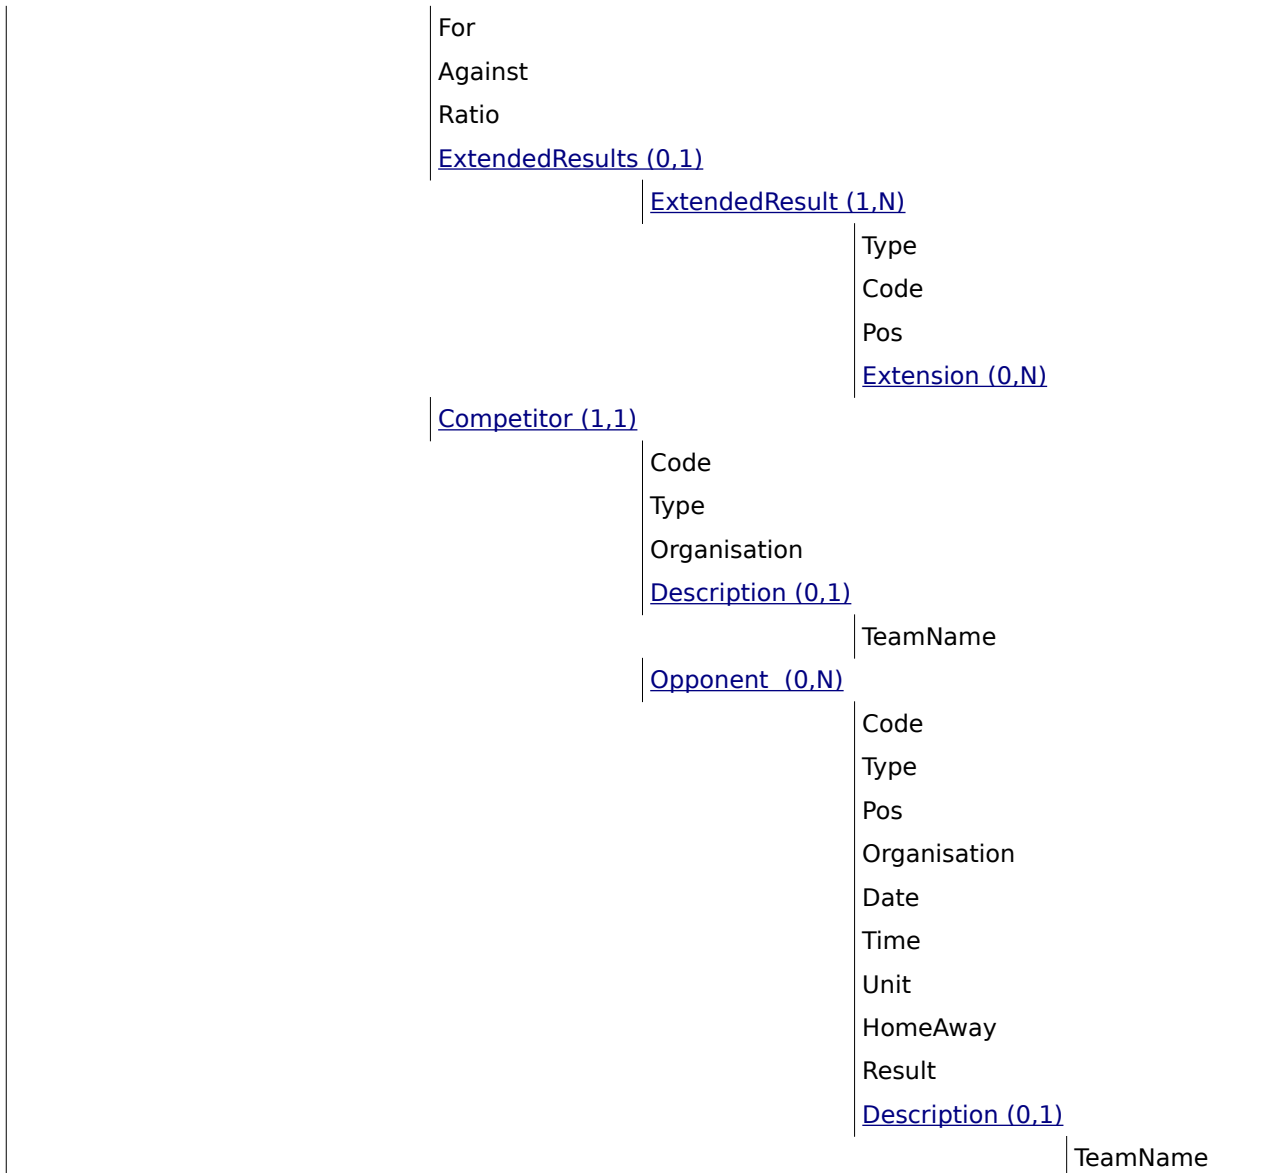 For
Against
Ratio
ExtendedResults (0,1)
ExtendedResult (1,N)
Type
Code
Pos
Extension (0,N)
Competitor (1,1)
Code
Type
Organisation
Description (0,1)
TeamName
Opponent  (0,N)
Code
Type
Pos
Organisation
Date
Time
Unit
HomeAway
Result
Description (0,1)
TeamName